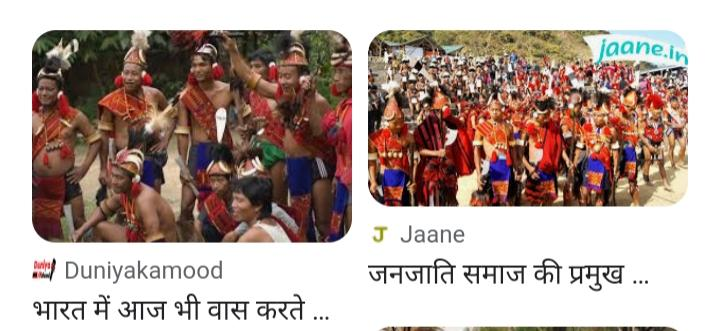 jaane.in
Duniyakamood
भारत में आज भी वास करते ...
Jaane
जनजाति समाज की प्रमुख ...